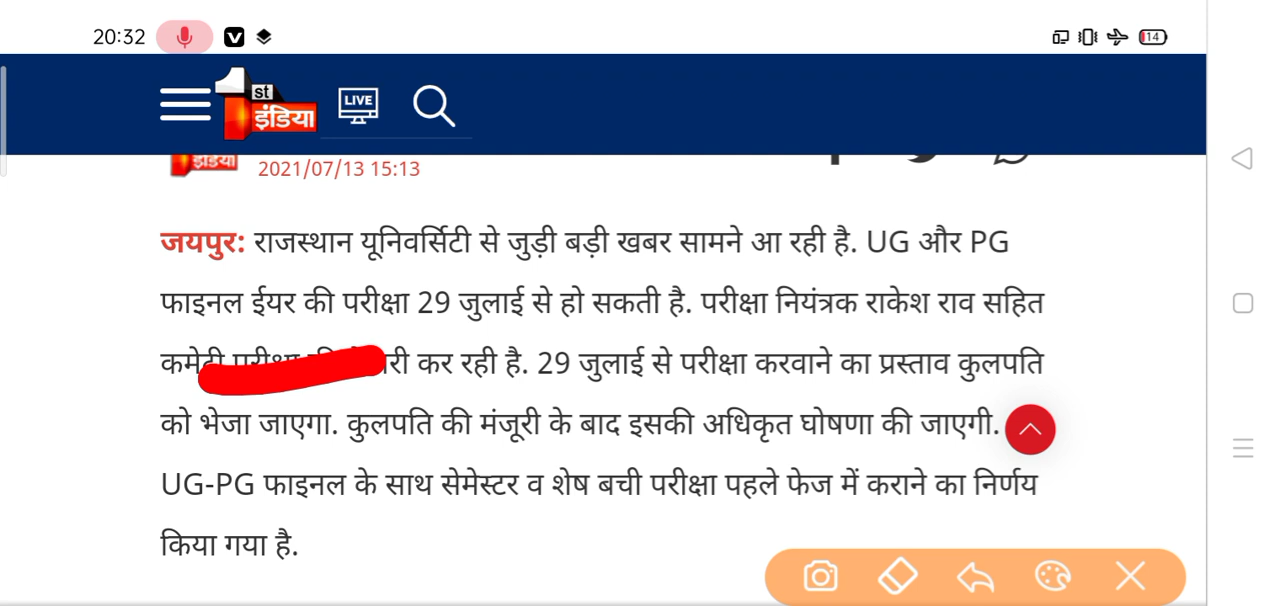 20:32
14
1st इंडिया LIVE
इंडिया
2021/07/13 15:13
जयपुर: राजस्थान यूनिवर्सिटी से जुड़ी बड़ी खबर सामने आ रही है. UG और PG
फाइनल ईयर की परीक्षा 29 जुलाई से हो सकती है. परीक्षा नियंत्रक राकेश राव सहित
कर रही है. 29 जुलाई से परीक्षा करवाने का प्रस्ताव कुलपति
को भेजा जाएगा. कुलपति की मंजूरी के बाद इसकी अधिकृत घोषणा की जाएगी.
UG-PG फाइनल के साथ सेमेस्टर व शेष बची परीक्षा पहले फेज में कराने का निर्णय
किया गया है.